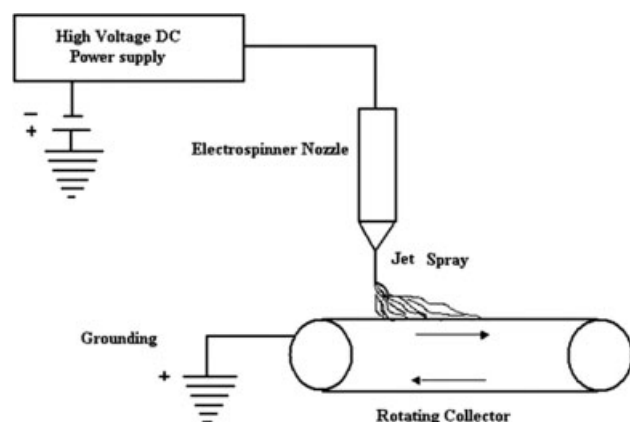 High Voltage DC
Power supply
−
+
Electrospinner Nozzle
Jet Spray
Grounding
+
Rotating Collector